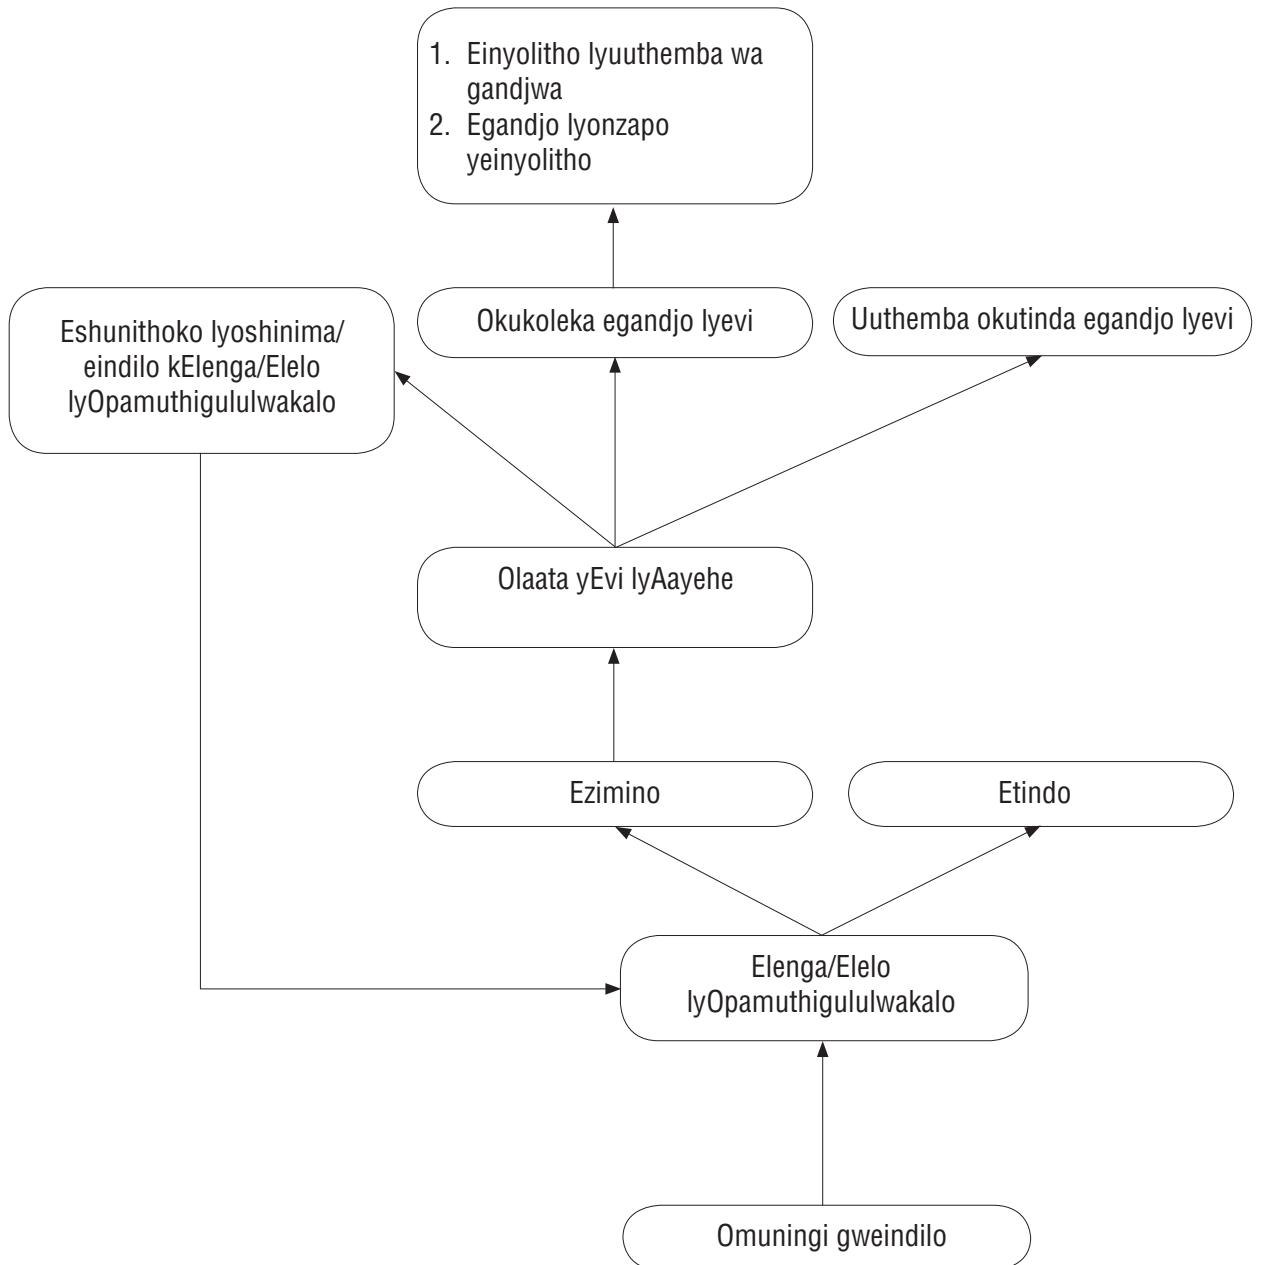 1. Einyolitho lyuuthemba wa
gandjwa
2. Egandjo lyonzapo
yeinyolitho
Eshunithoko lyoshinima/
eindilo kElenga/Elelo
lyOpamuthigululwakalo
Okukoleka egandjo lyevi
Uuthemba okutinda egandjo lyevi
Olaata yEvi lyAayehe
Ezimino
Etindo
Elenga/Elelo
lyOpamuthigululwakalo
Omuningi gweindilo